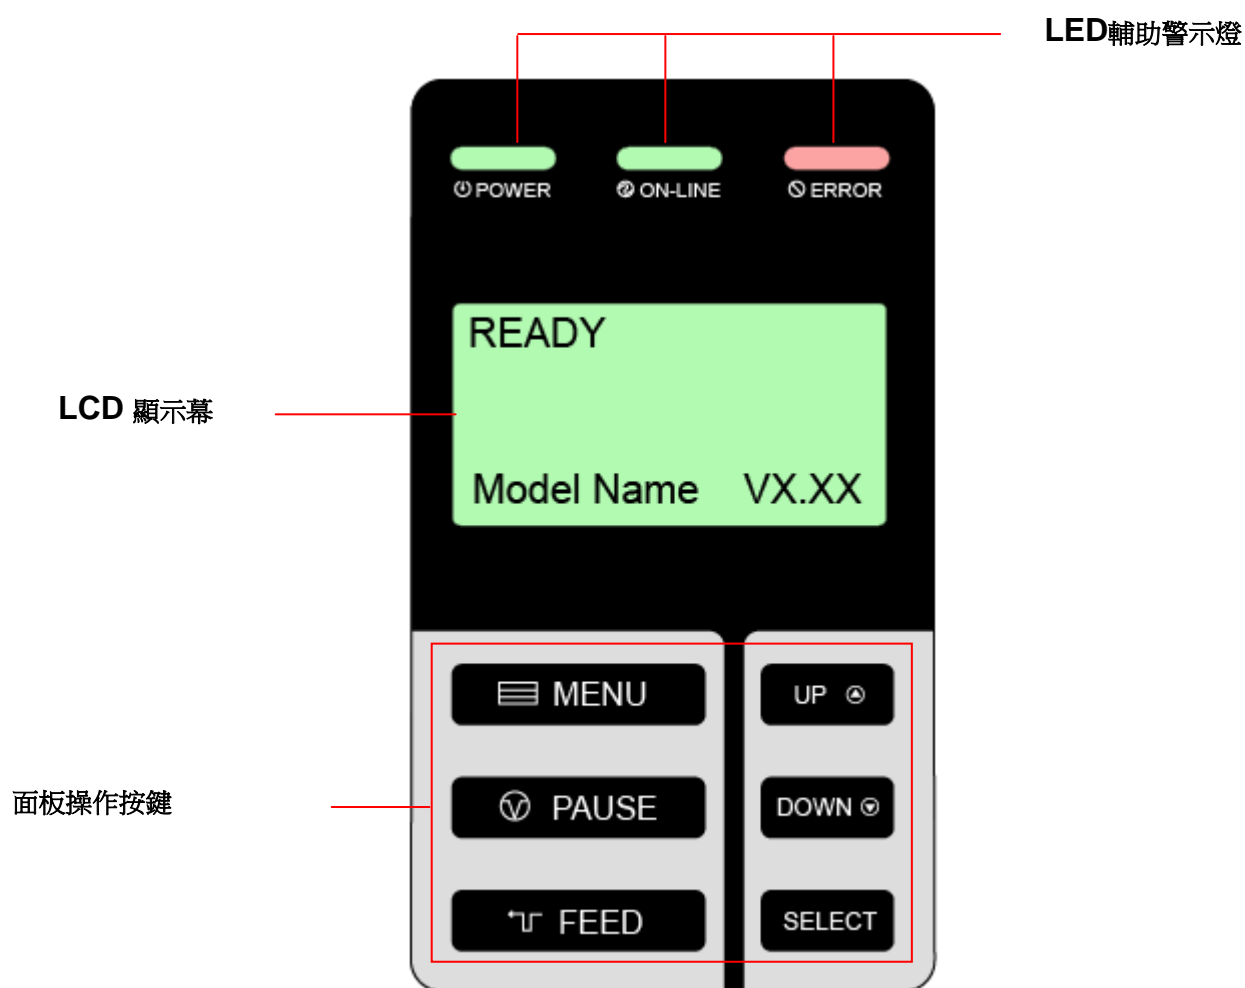 LED輔助警示燈
POWER ON-LINE ERROR
READY
LCD 顯示幕
Model Name VX.XX
MENU UP
面板操作按鍵
PAUSE DOWN
FEED SELECT